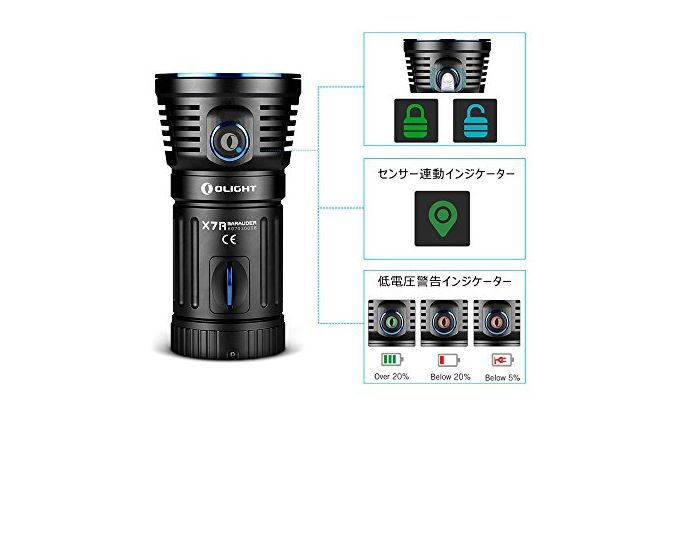 OLIGHT
X7R MARAUDER
CE
センサー連動インジケーター
低電圧警告インジケーター
Over 20%
Below 20%
Below 5%